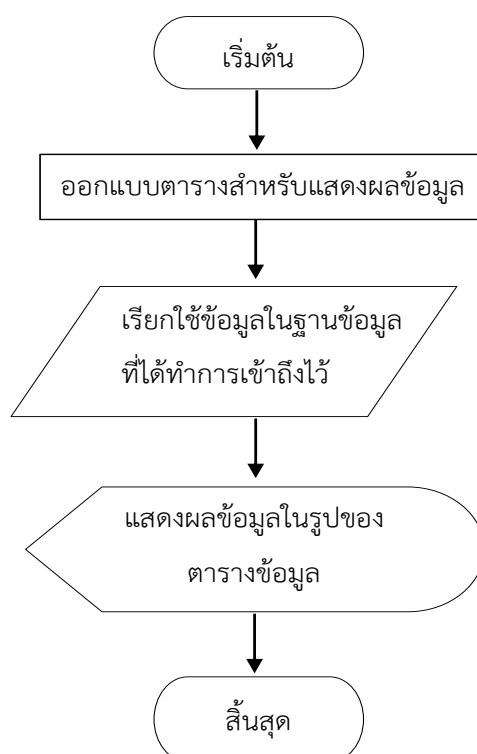 เริ่มต้น
ออกแบบตารางสำหรับแสดงผลข้อมูล
เรียกใช้ข้อมูลในฐานข้อมูล
ที่ได้ทำการเข้าถึงไว้
แสดงผลข้อมูลในรูปของ
ตารางข้อมูล
สิ้นสุด